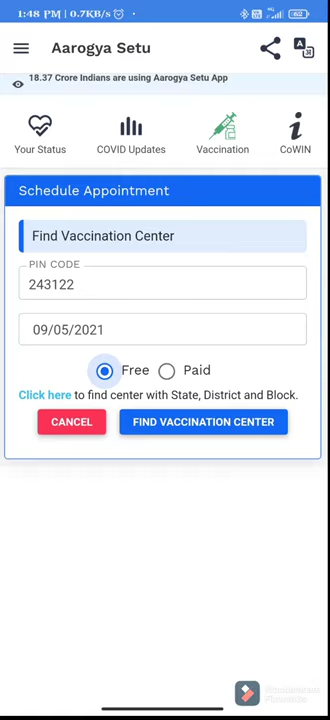 1:48 PM | 0.7KB/s
Aarogya Setu
18.37 Crore Indians are using Aarogya Setu App
Your Status
COVID Updates
Vaccination
CoWIN
Schedule Appointment
Find Vaccination Center
PIN CODE
243122
09/05/2021
Free
Paid
Click here to find center with State, District and Block.
CANCEL
FIND VACCINATION CENTER